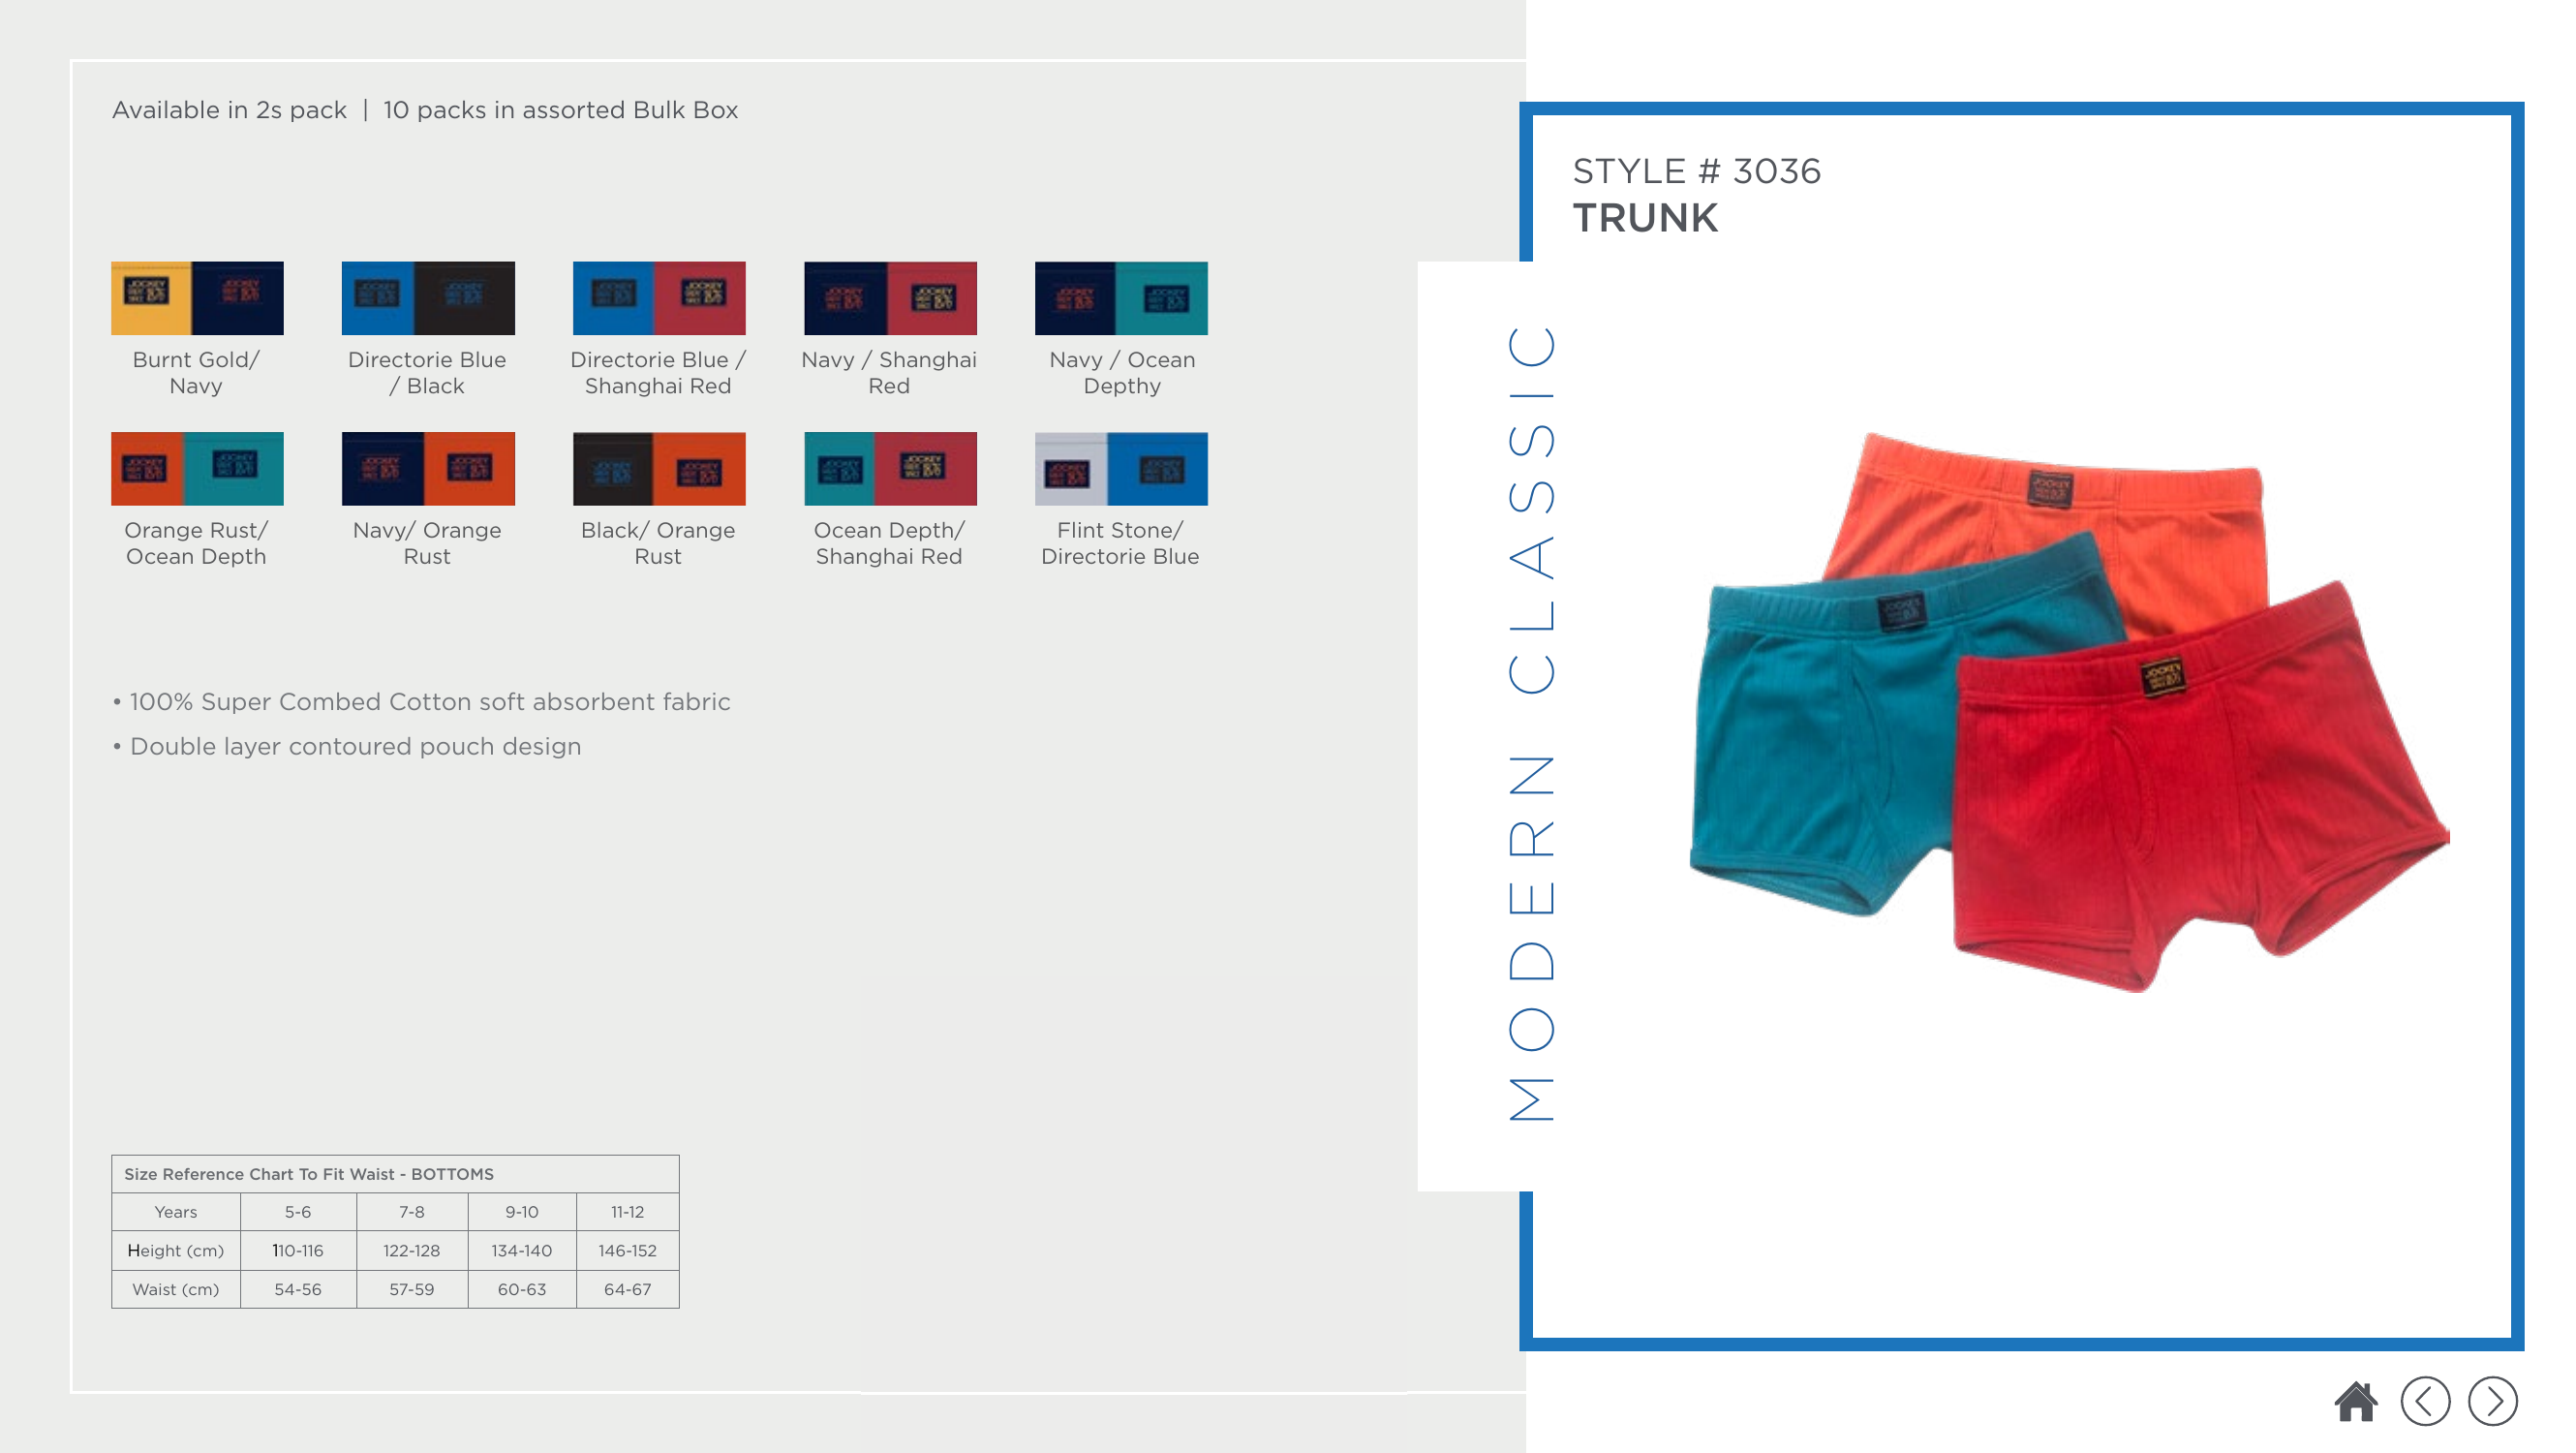 Available in 2s pack | 10 packs in assorted Bulk Box
Burnt Gold/
Navy
Directorie Blue
/ Black
Directorie Blue /
Shanghai Red
Navy / Shanghai
Red
Navy / Ocean
Depthy
Orange Rust/
Ocean Depth
Navy/ Orange
Rust
Black/ Orange
Rust
Ocean Depth/
Shanghai Red
Flint Stone/
Directorie Blue
• 100% Super Combed Cotton soft absorbent fabric
• Double layer contoured pouch design
Size Reference Chart To Fit Waist - BOTTOMS
Years 5-6 7-8 9-10 11-12
Height (cm) 110-116 122-128 134-140 146-152
Waist (cm) 54-56 57-59 60-63 64-67
MODERN CLASSIC
STYLE # 3036
TRUNK
JOCKEY
JOCKEY
JOCKEY